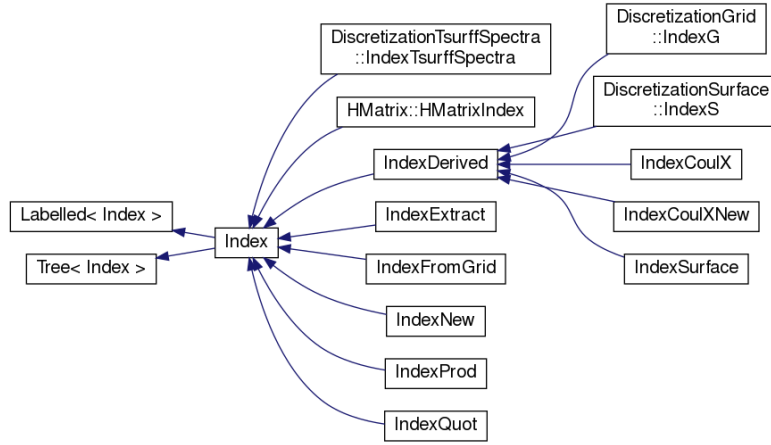 DiscretizationGrid
::IndexG
DiscretizationTsurffSpectra
::IndexTsurffSpectra
DiscretizationSurface
::IndexS
HMatrix::HMatrixIndex
IndexDerived
IndexCoulX
Labelled< Index >
IndexExtract
IndexCoulXNew
Index
Tree< Index >
IndexFromGrid
IndexSurface
IndexNew
IndexProd
IndexQuot